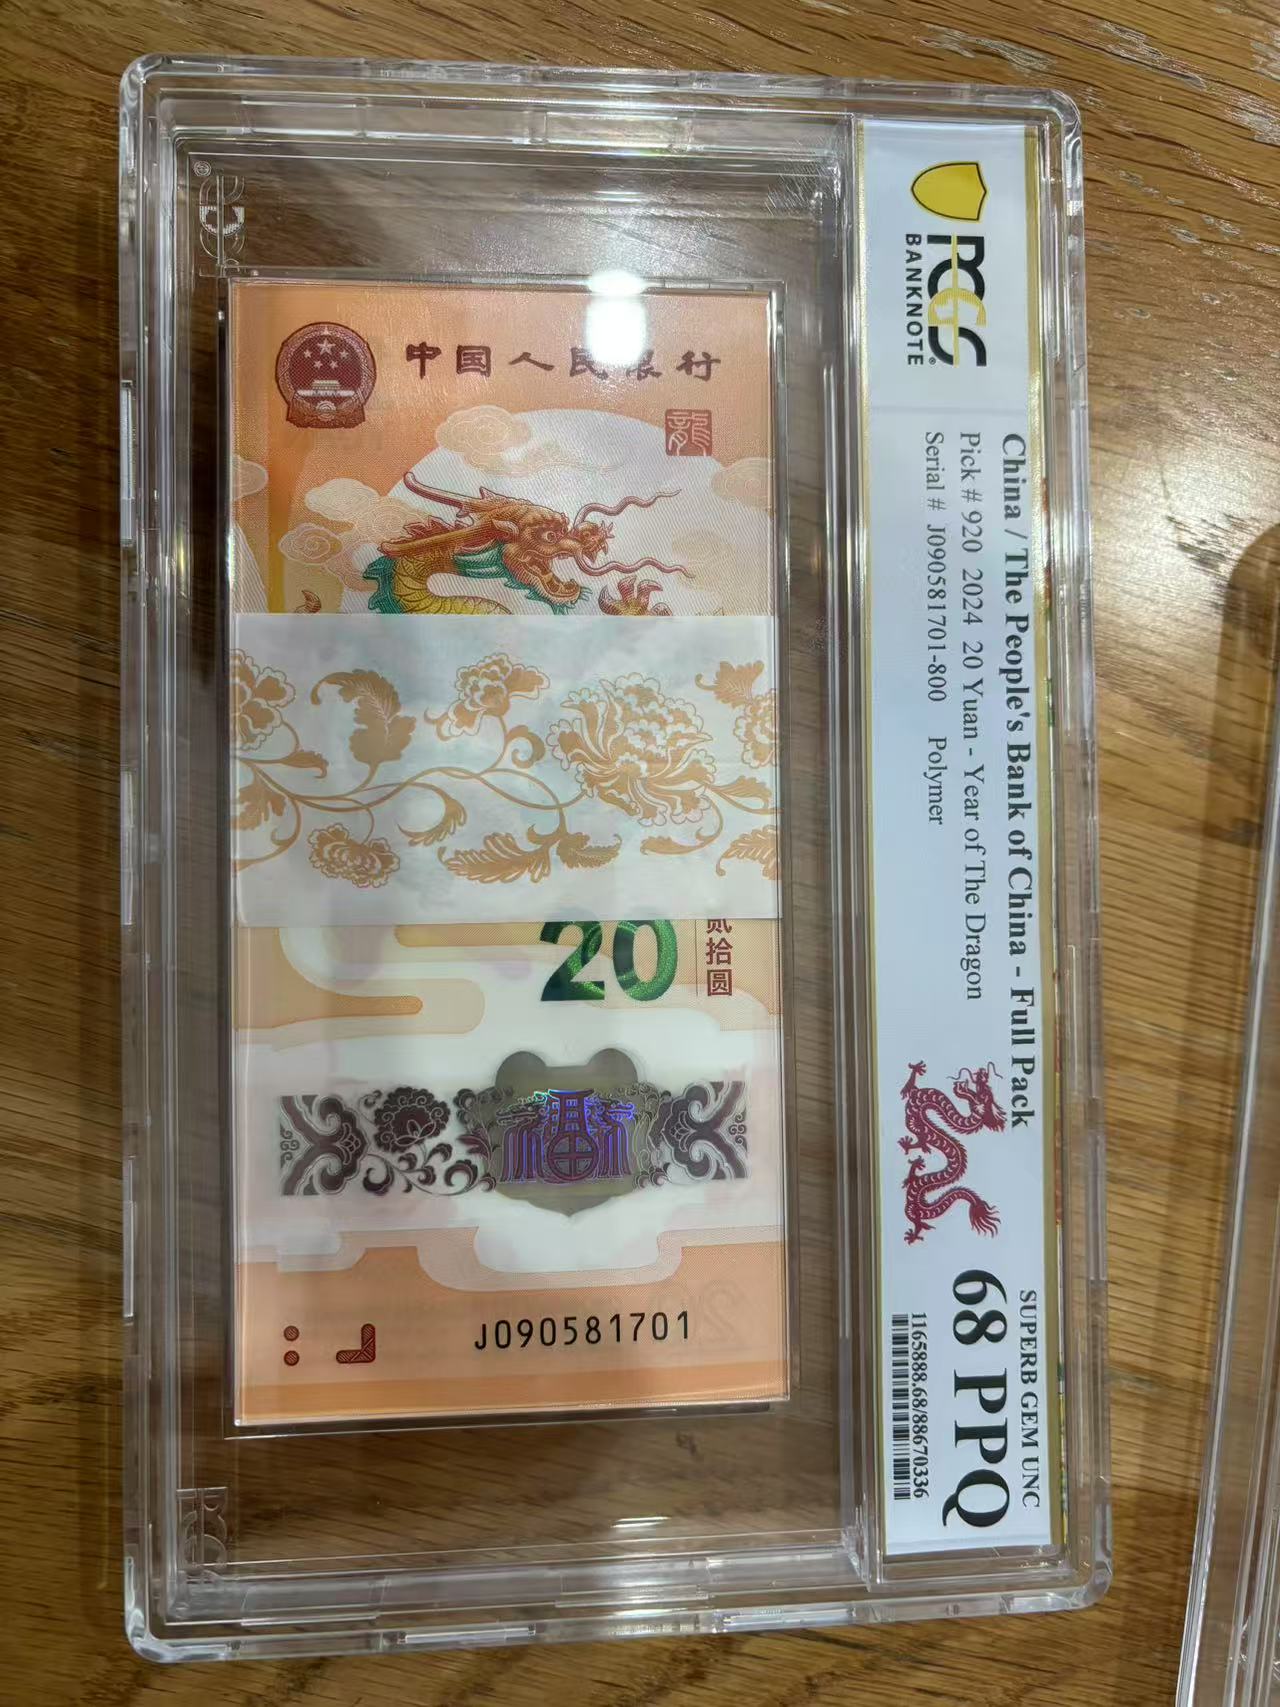 PCGS
BANKNOTE
China / The People's Bank of China - Full Pack
Pick # 920 2024 20 Yuan - Year of The Dragon
Serial # J090581701-800 Polymer
SUPERB GEM UNC
68 PPQ
1165888.68/88670336
中国人民银行
龍
20
贰拾圆
J090581701